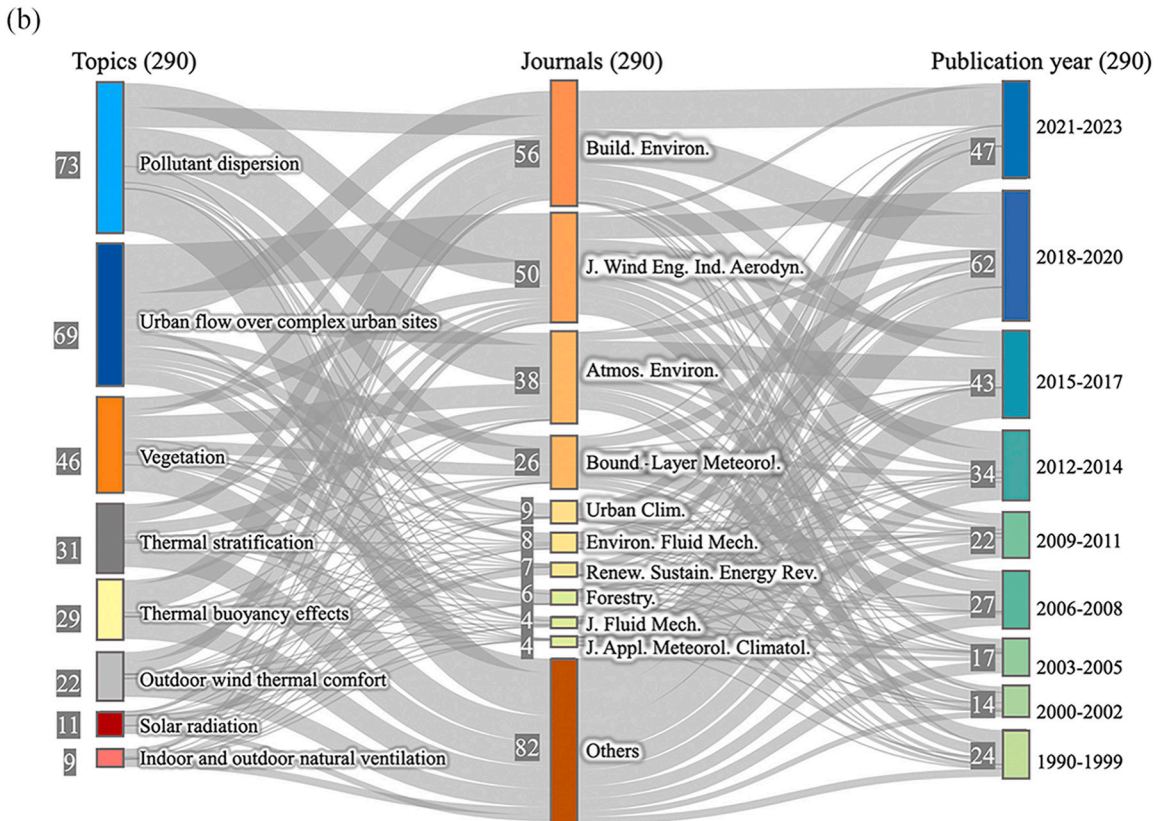 (b)
Topics (290)
Journals (290)
Publication year (290)
73
Pollutant dispersion
69
Urban flow over complex urban sites
46
Vegetation
31
Thermal stratification
29
Thermal buoyancy effects
22
Outdoor wind thermal comfort
11
Solar radiation
9
Indoor and outdoor natural ventilation
56
Build. Environ.
50
J. Wind Eng. Ind. Aerodyn.
38
Atmos. Environ.
26
Bound.-Layer Meteorol.
9
Urban Clim.
8
Environ. Fluid Mech.
7
Renew. Sustain. Energy Rev.
6
Forestry.
4
J. Fluid Mech.
4
J. Appl. Meteorol. Climatol.
82
Others
47
2021-2023
62
2018-2020
43
2015-2017
34
2012-2014
22
2009-2011
27
2006-2008
17
2003-2005
14
2000-2002
24
1990-1999